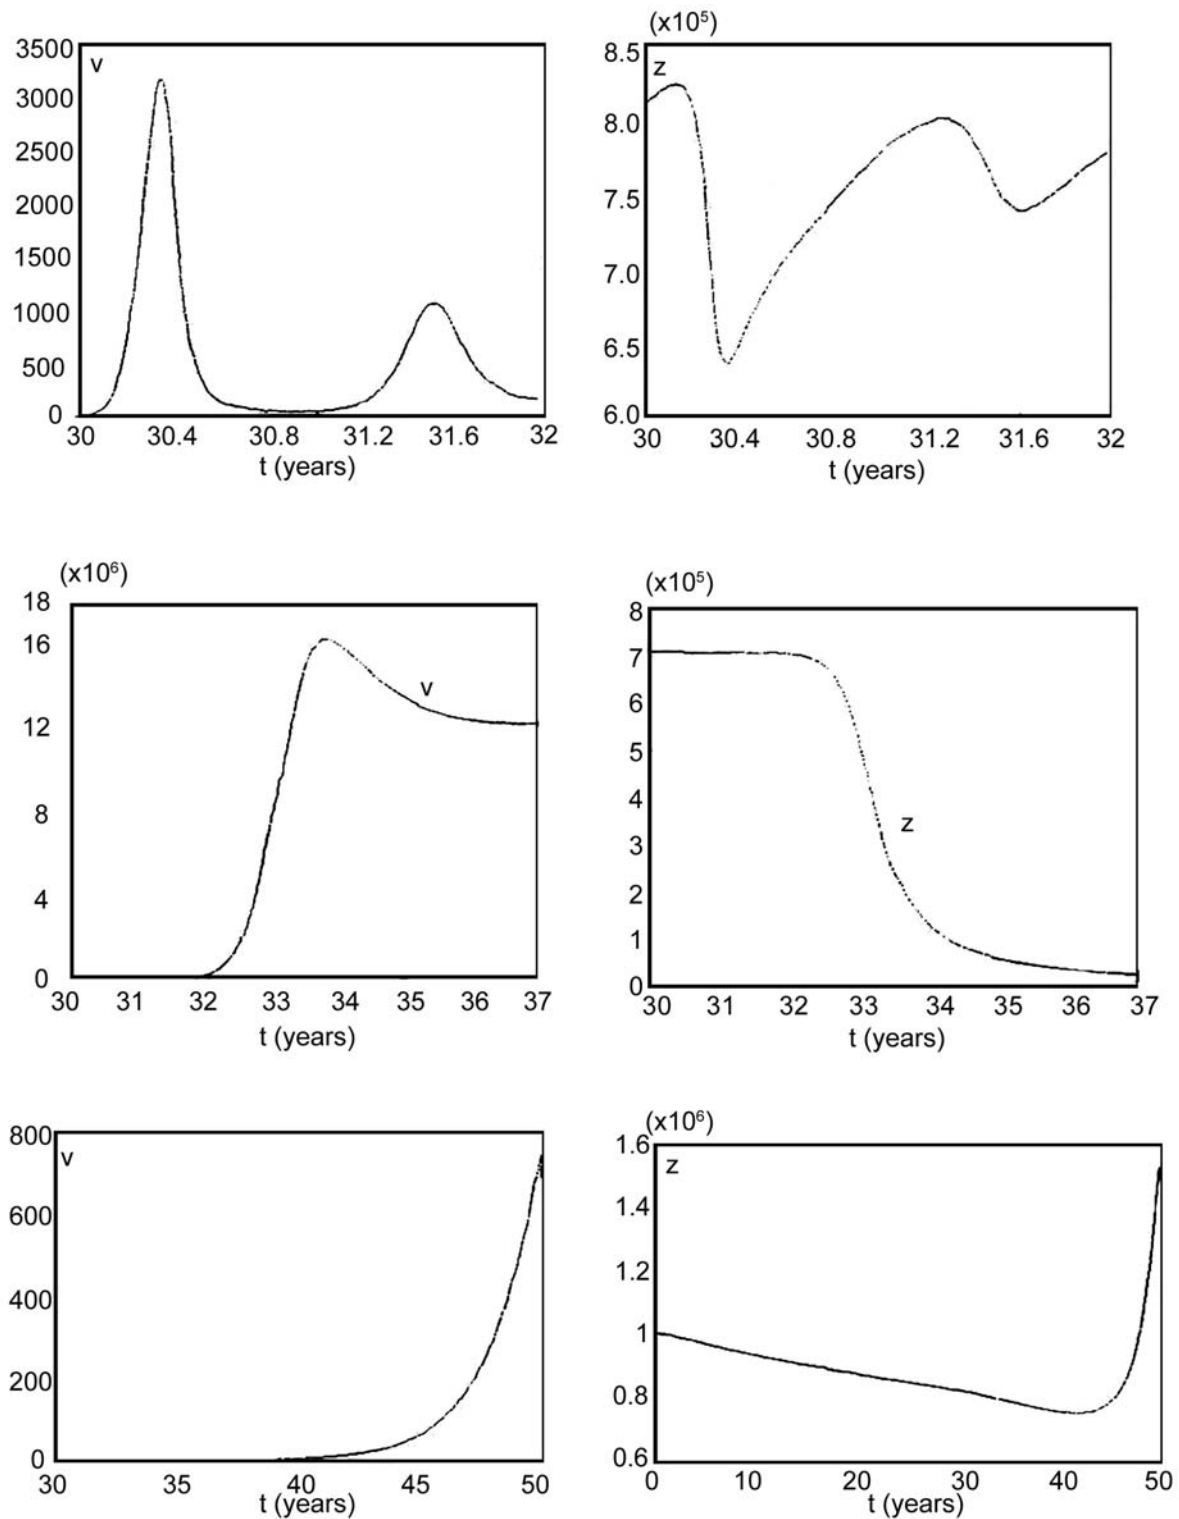 (x10⁵)
3500
3000
2500
2000
1500
1000
500
0
v
30 30.4 30.8 31.2 31.6 32
t (years)
8.5
8.0
7.5
7.0
6.5
6.0
z
30 30.4 30.8 31.2 31.6 32
t (years)
(x10⁶)
18
16
12
8
4
0
v
30 31 32 33 34 35 36 37
t (years)
(x10⁵)
8
7
6
5
4
3
2
1
0
z
30 31 32 33 34 35 36 37
t (years)
800
600
400
200
0
v
30 35 40 45 50
t (years)
(x10⁶)
1.6
1.4
1.2
1
0.8
0.6
z
0 10 20 30 40 50
t (years)